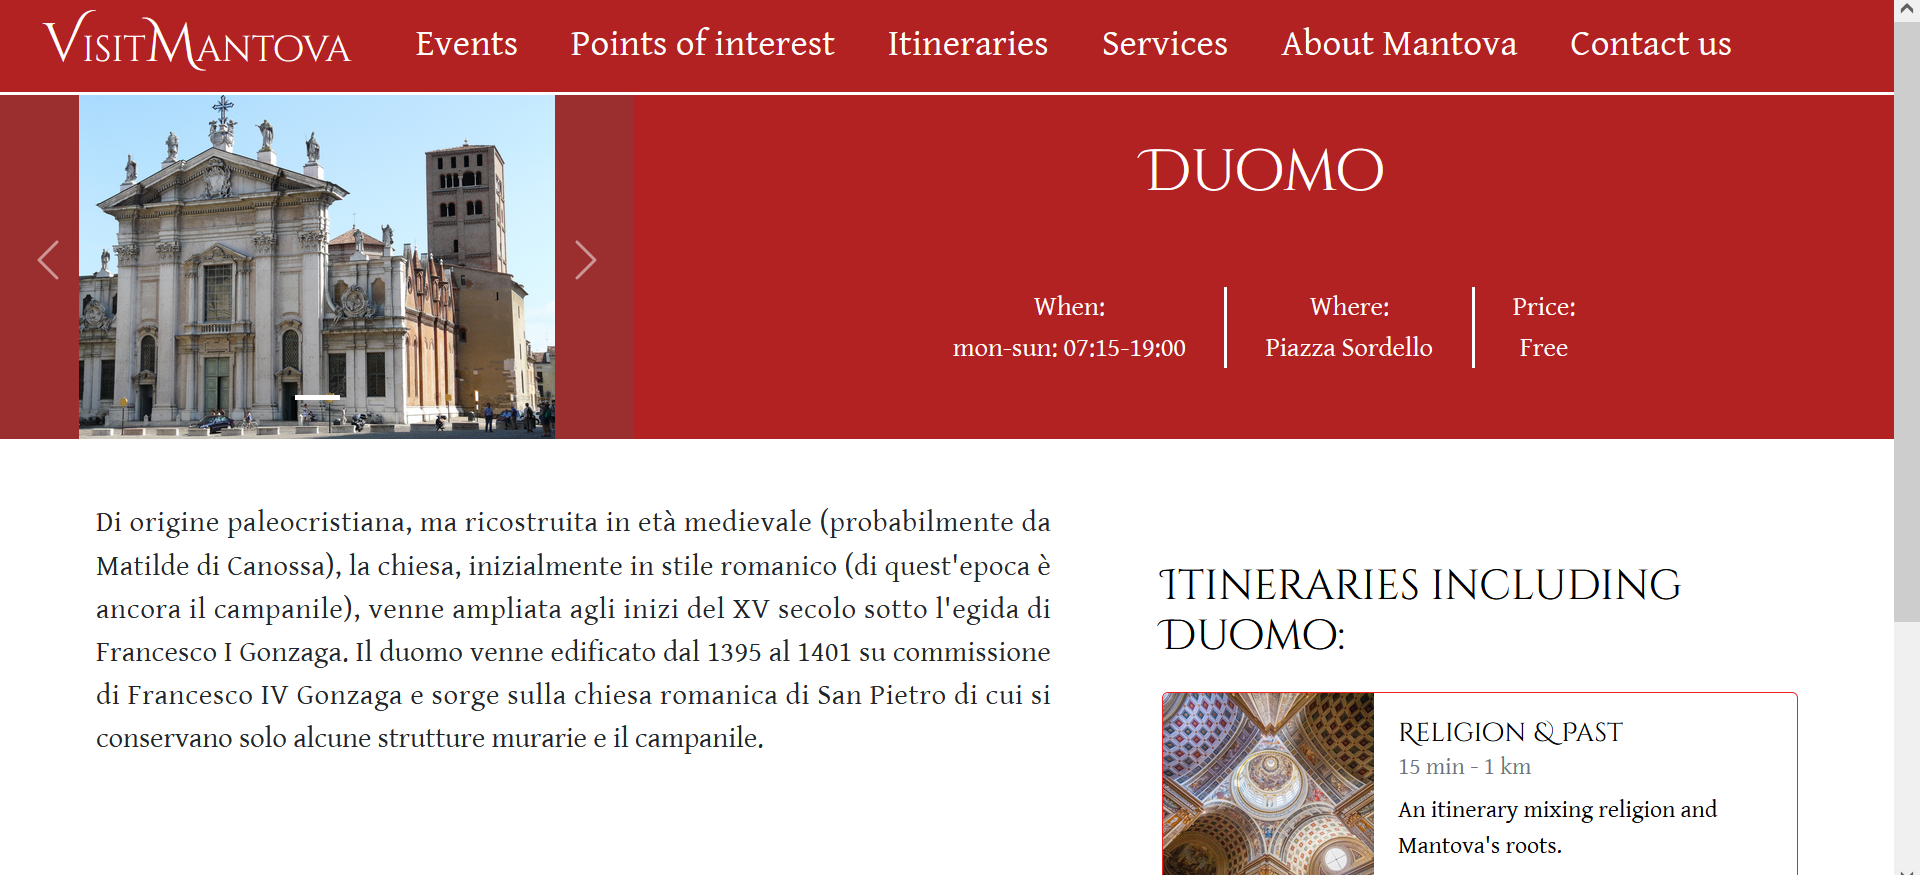 VisitMantova
Events
Points of interest
Itineraries
Services
About Mantova
Contact us
Duomo
When:
mon-sun: 07:15-19:00
Where:
Piazza Sordello
Price:
Free
Di origine paleocristiana, ma ricostruita in età medievale (probabilmente da
Matilde di Canossa), la chiesa, inizialmente in stile romanico (di quest'epoca è
ancora il campanile), venne ampliata agli inizi del XV secolo sotto l'egida di
Francesco I Gonzaga. Il duomo venne edificato dal 1395 al 1401 su commissione
di Francesco IV Gonzaga e sorge sulla chiesa romanica di San Pietro di cui si
conservano solo alcune strutture murarie e il campanile.
Itineraries including
Duomo:
Religion & Past
15 min - 1 km
An itinerary mixing religion and
Mantova's roots.